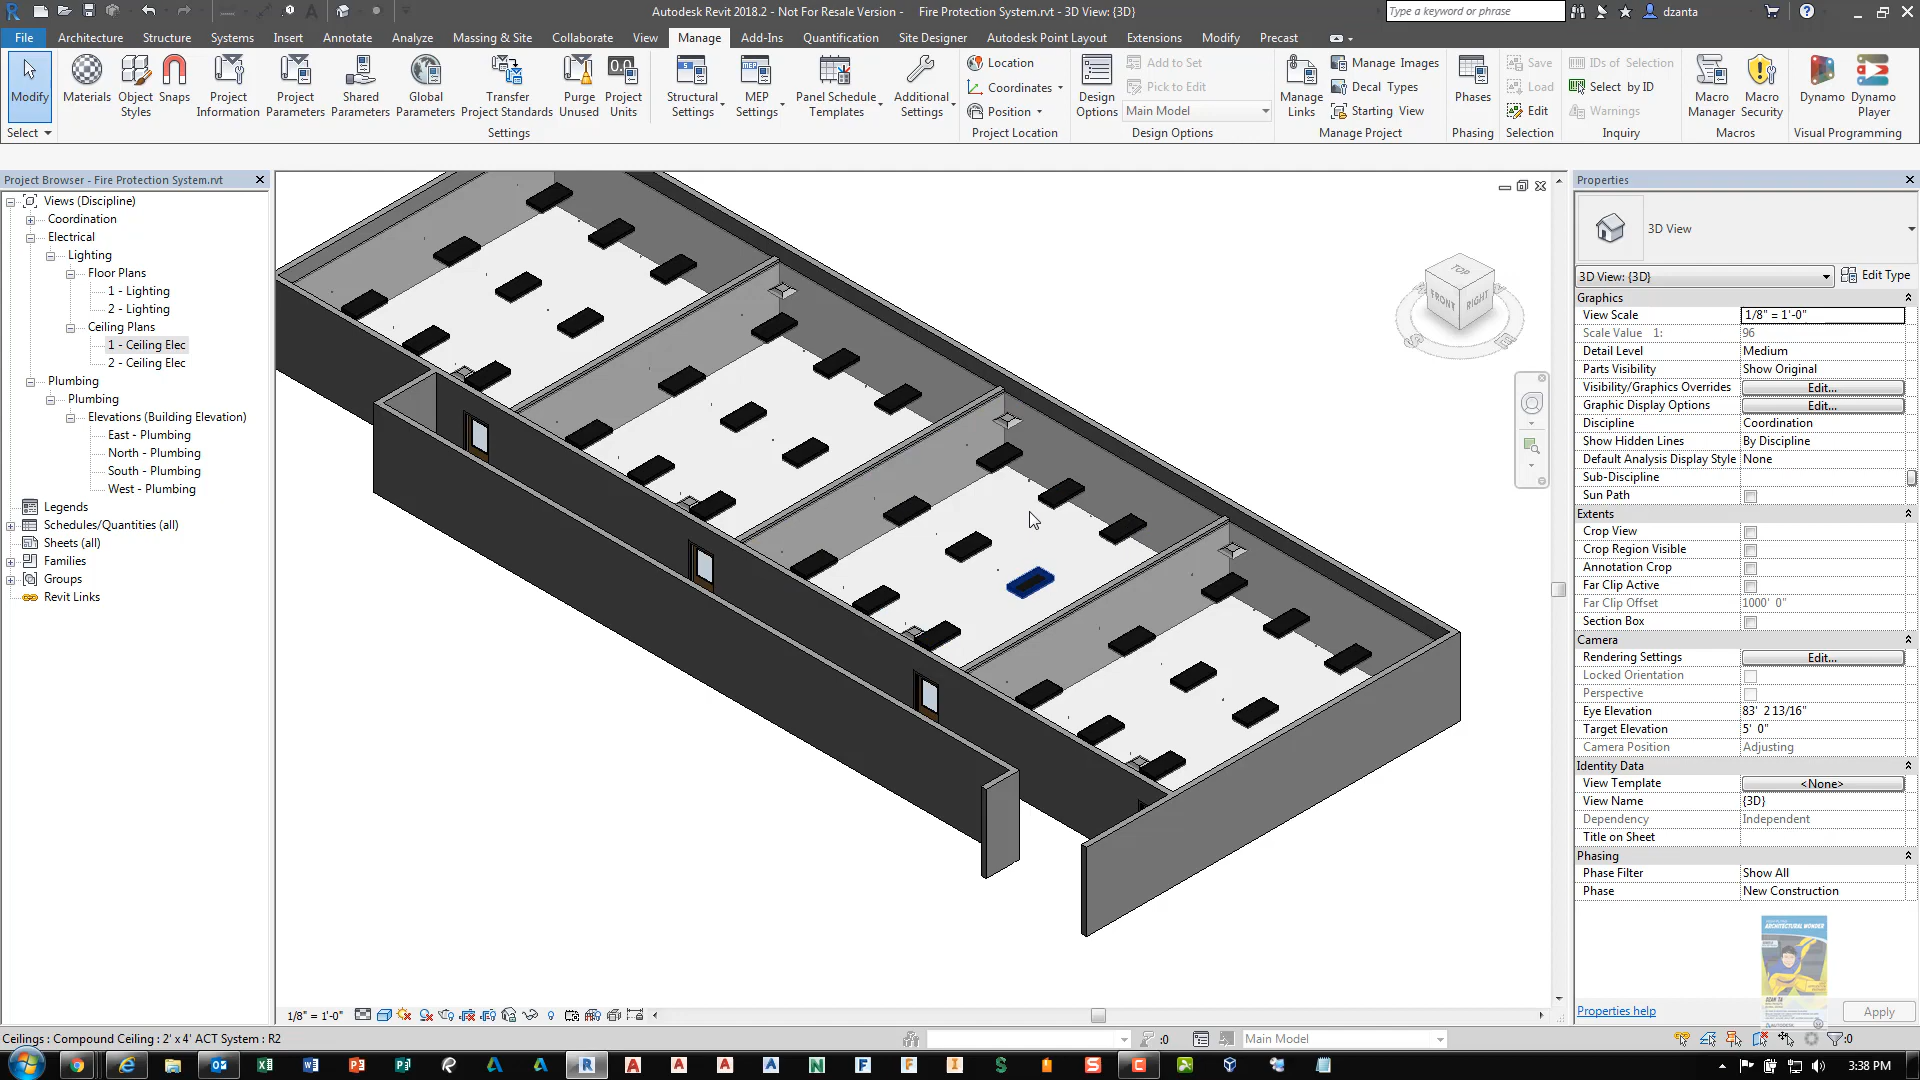 Autodesk Revit 2018.2 - Not For Resale Version - Fire Protection System.rvt - 3D View: {3D}
Type a keyword or phrase
dzanta
File Architecture Structure Systems Insert Annotate Analyze Massing & Site Collaborate View Manage Add-Ins Quantification Site Designer Autodesk Point Layout Extensions Modify Precast
Modify
Materials
Object Styles
Snaps
Project Information
Project Parameters
Shared Parameters
Global Parameters
Transfer Project Standards
Purge Unused
Project Units
Structural Settings
MEP Settings
Panel Schedule Templates
Additional Settings
Location
Coordinates
Position
Design Options
Add to Set
Pick to Edit
Main Model
Manage Links
Manage Images
Decal Types
Starting View
Phases
Save
Load
Edit
IDs of Selection
Select by ID
Warnings
Macro Manager
Macro Security
Dynamo
Dynamo Player
Select
Settings
Project Location
Design Options
Manage Project
Phasing
Selection
Inquiry
Macros
Visual Programming
Project Browser - Fire Protection System.rvt
Views (Discipline)
Coordination
Electrical
Lighting
Floor Plans
1 - Lighting
2 - Lighting
Ceiling Plans
1 - Ceiling Elec
2 - Ceiling Elec
Plumbing
Plumbing
Elevations (Building Elevation)
East - Plumbing
North - Plumbing
South - Plumbing
West - Plumbing
Legends
Schedules/Quantities (all)
Sheets (all)
Families
Groups
Revit Links
TOP
FRONT
RIGHT
S
E
Properties
3D View
3D View: {3D}
Edit Type
Graphics
View Scale 1/8" = 1'-0"
Scale Value 1: 96
Detail Level Medium
Parts Visibility Show Original
Visibility/Graphics Overrides Edit...
Graphic Display Options Edit...
Discipline Coordination
Show Hidden Lines By Discipline
Default Analysis Display Style None
Sub-Discipline
Sun Path
Extents
Crop View
Crop Region Visible
Annotation Crop
Far Clip Active
Far Clip Offset 1000' 0"
Section Box
Camera
Rendering Settings Edit...
Locked Orientation
Perspective
Eye Elevation 83' 2 13/16"
Target Elevation 5' 0"
Camera Position Adjusting
Identity Data
View Template <None>
View Name {3D}
Dependency Independent
Title on Sheet
Phasing
Phase Filter Show All
Phase New Construction
ARCHITECTURAL WONDER
AUTODESK
Properties help
Apply
1/8" = 1'-0"
Ceilings : Compound Ceiling : 2' x 4' ACT System : R2
:0
Main Model
:0
3:38 PM